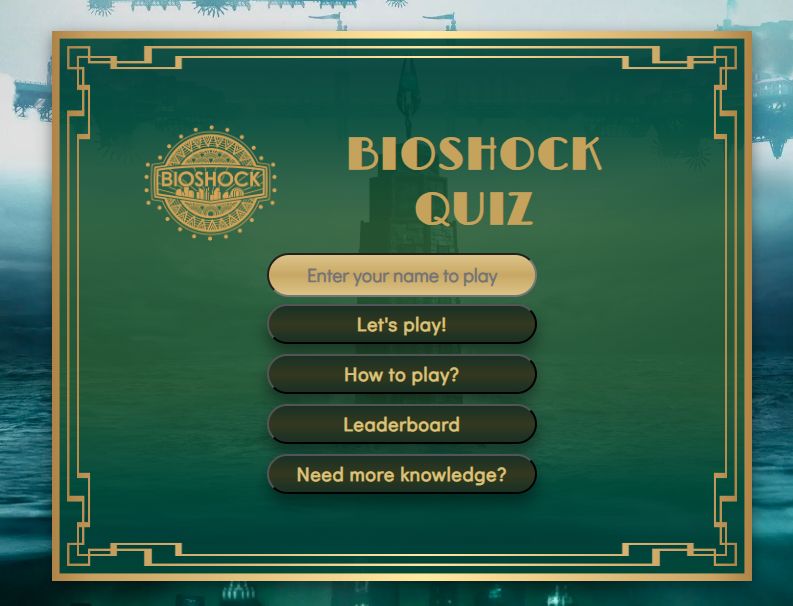 BIOSHOCK
BIOSHOCK
QUIZ
Enter your name to play
Let's play!
How to play?
Leaderboard
Need more knowledge?